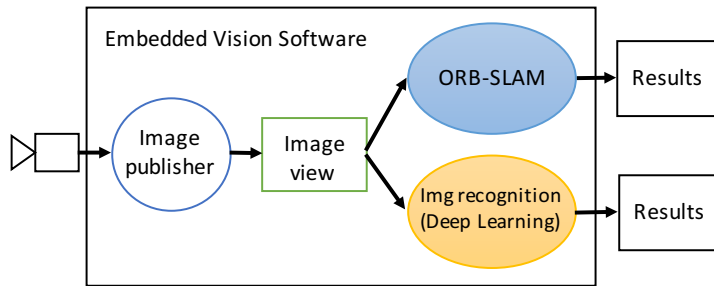 Embedded Vision Software
ORB-SLAM
Results
Image
publisher
Image
view
Img recognition
(Deep Learning)
Results